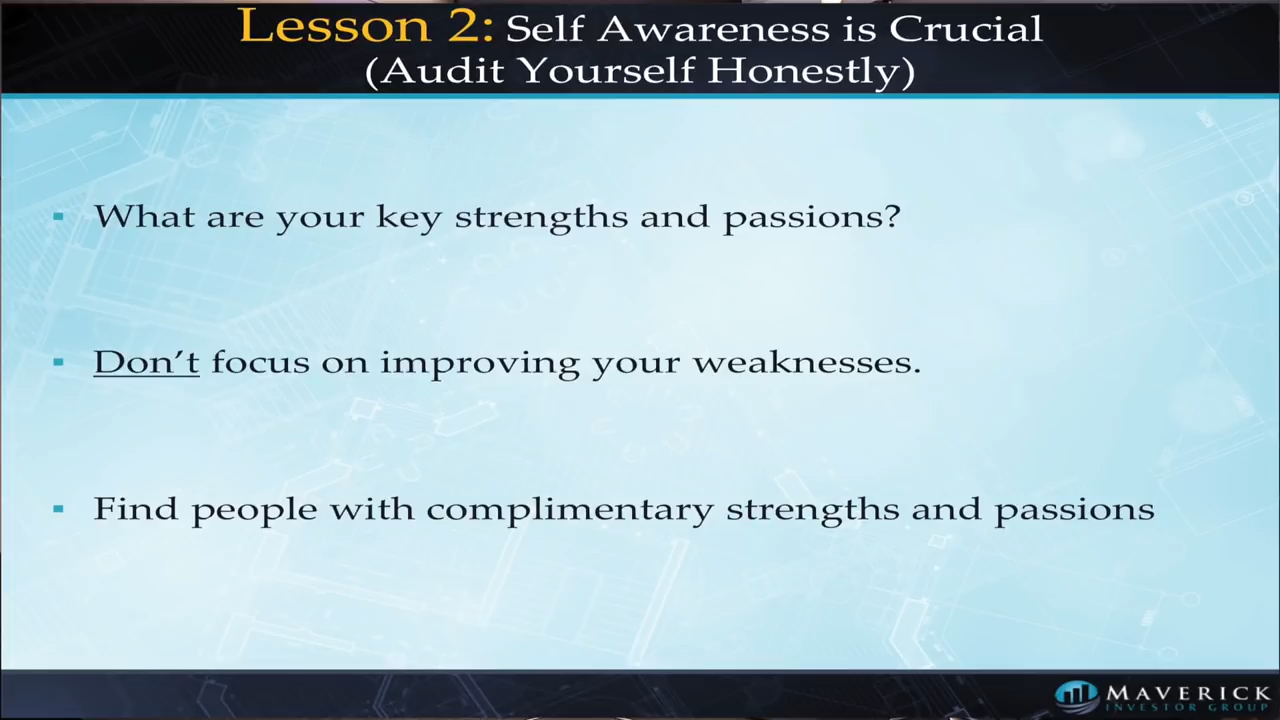 Lesson 2: Self Awareness is Crucial
(Audit Yourself Honestly)
What are your key strengths and passions?
Don't focus on improving your weaknesses.
Find people with complimentary strengths and passions
MAVERICK
INVESTOR GROUP